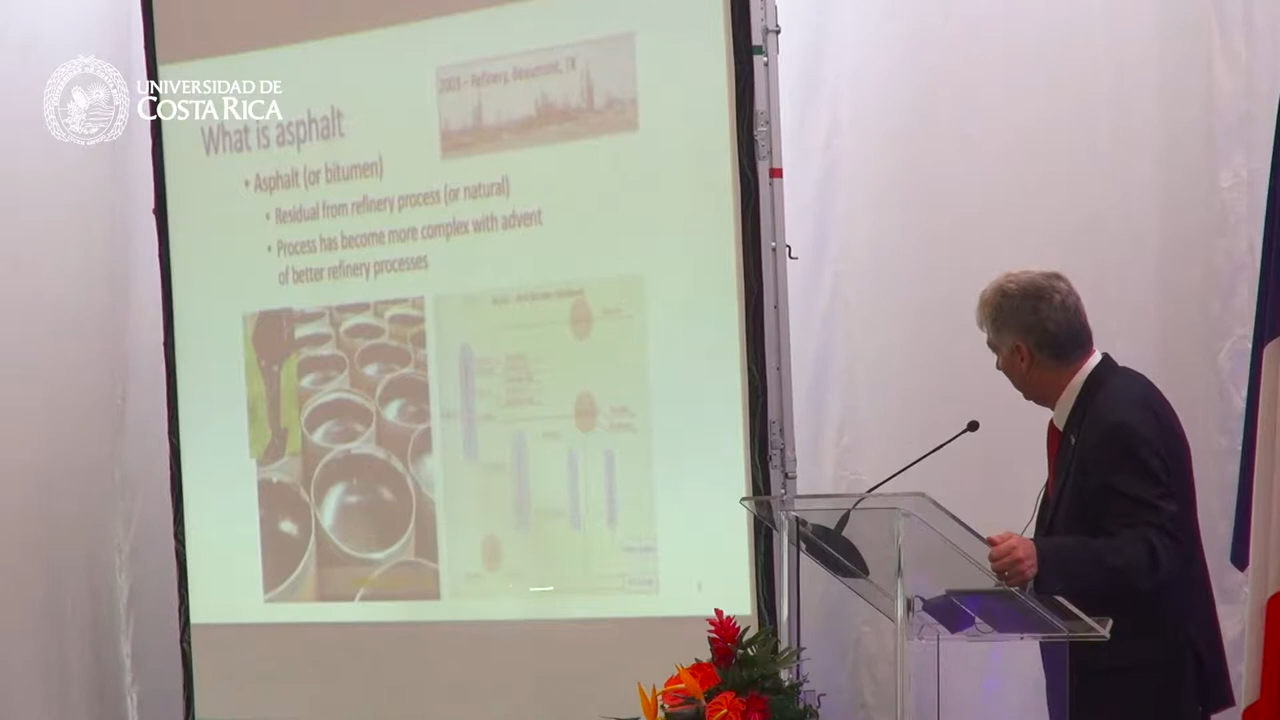 UNIVERSIDAD DE
COSTA RICA
2003 – Refinery, Beaumont, TX
What is asphalt
• Asphalt (or bitumen)
• Residual from refinery process (or natural)
• Process has become more complex with advent
of better refinery processes